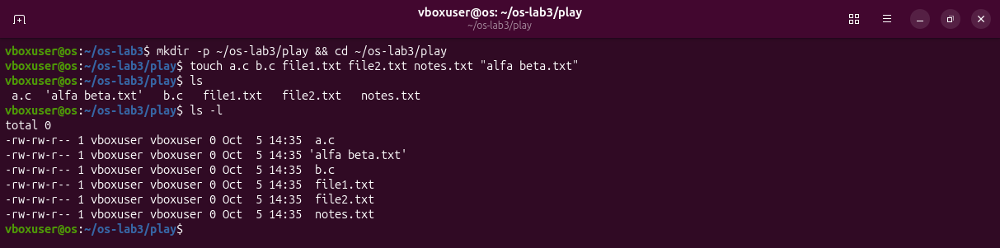 vboxuser@os: ~/os-lab3/play
~/os-lab3/play
vboxuser@os:~/os-lab3$ mkdir -p ~/os-lab3/play && cd ~/os-lab3/play
vboxuser@os:~/os-lab3/play$ touch a.c b.c file1.txt file2.txt notes.txt "alfa beta.txt"
vboxuser@os:~/os-lab3/play$ ls
 a.c  'alfa beta.txt'   b.c   file1.txt   file2.txt   notes.txt
vboxuser@os:~/os-lab3/play$ ls -l
total 0
-rw-rw-r-- 1 vboxuser vboxuser 0 Oct  5 14:35  a.c
-rw-rw-r-- 1 vboxuser vboxuser 0 Oct  5 14:35 'alfa beta.txt'
-rw-rw-r-- 1 vboxuser vboxuser 0 Oct  5 14:35  b.c
-rw-rw-r-- 1 vboxuser vboxuser 0 Oct  5 14:35  file1.txt
-rw-rw-r-- 1 vboxuser vboxuser 0 Oct  5 14:35  file2.txt
-rw-rw-r-- 1 vboxuser vboxuser 0 Oct  5 14:35  notes.txt
vboxuser@os:~/os-lab3/play$